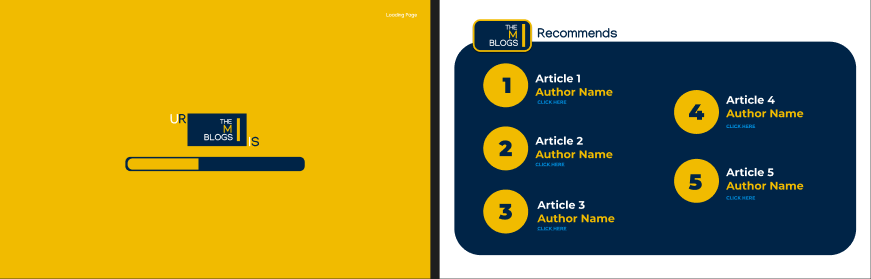 Loading Page
UR
THE
M
BLOGS
IS
THE
M
BLOGS
Recommends
1
Article 1
Author Name
CLICK HERE
2
Article 2
Author Name
CLICK HERE
3
Article 3
Author Name
CLICK HERE
4
Article 4
Author Name
CLICK HERE
5
Article 5
Author Name
CLICK HERE